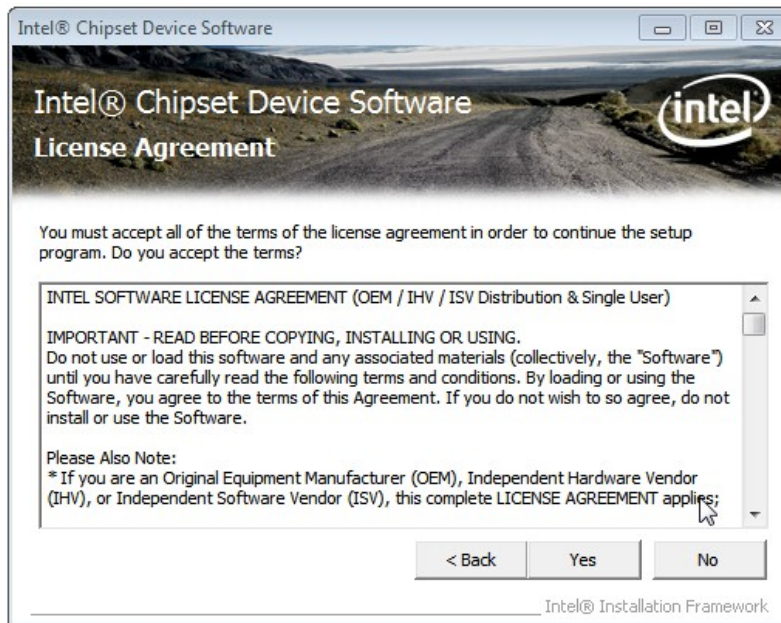 Intel® Chipset Device Software
Intel® Chipset Device Software
License Agreement
intel
You must accept all of the terms of the license agreement in order to continue the setup
program. Do you accept the terms?
INTEL SOFTWARE LICENSE AGREEMENT (OEM / IHV / ISV Distribution & Single User)
IMPORTANT - READ BEFORE COPYING, INSTALLING OR USING.
Do not use or load this software and any associated materials (collectively, the "Software")
until you have carefully read the following terms and conditions. By loading or using the
Software, you agree to the terms of this Agreement. If you do not wish to so agree, do not
install or use the Software.
Please Also Note:
* If you are an Original Equipment Manufacturer (OEM), Independent Hardware Vendor
(IHV), or Independent Software Vendor (ISV), this complete LICENSE AGREEMENT applies;
< Back Yes No
Intel® Installation Framework